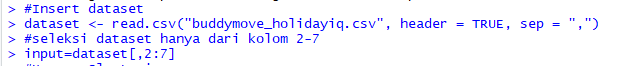 > #Insert dataset
> dataset <- read.csv("buddymove_holidayiq.csv", header = TRUE, sep = ",")
> #seleksi dataset hanya dari kolom 2-7
> input=dataset[,2:7]